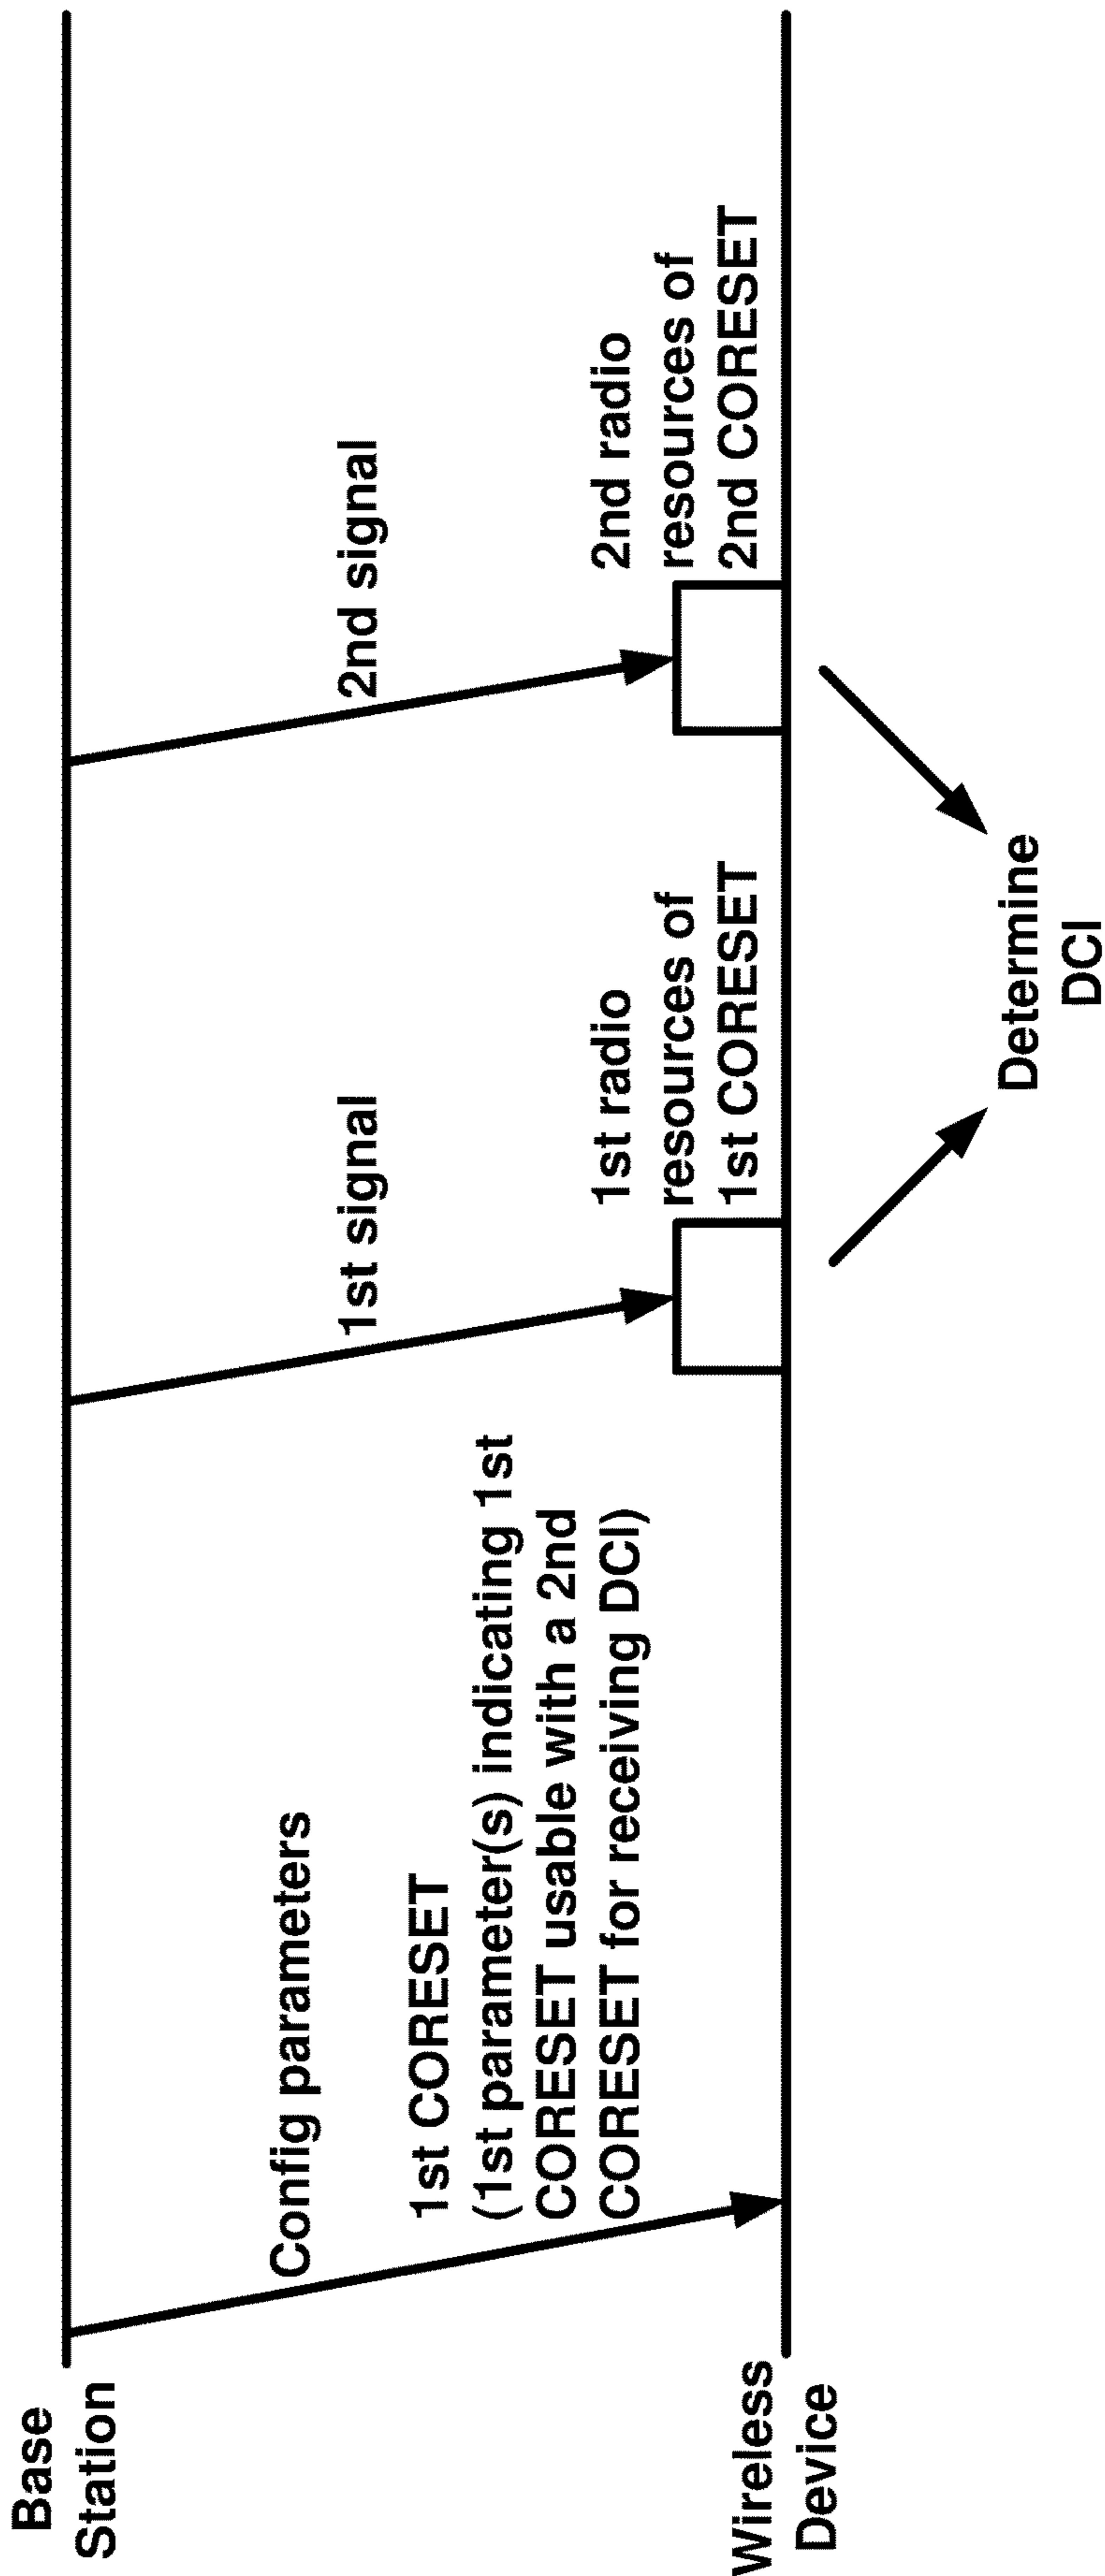 Base
Station
Config parameters
1st CORESET
(1st parameter(s) indicating 1st
CORESET usable with a 2nd
CORESET for receiving DCI)
1st signal
2nd signal
1st radio
resources of
1st CORESET
2nd radio
resources of
2nd CORESET
Wireless
Device
Determine
DCI